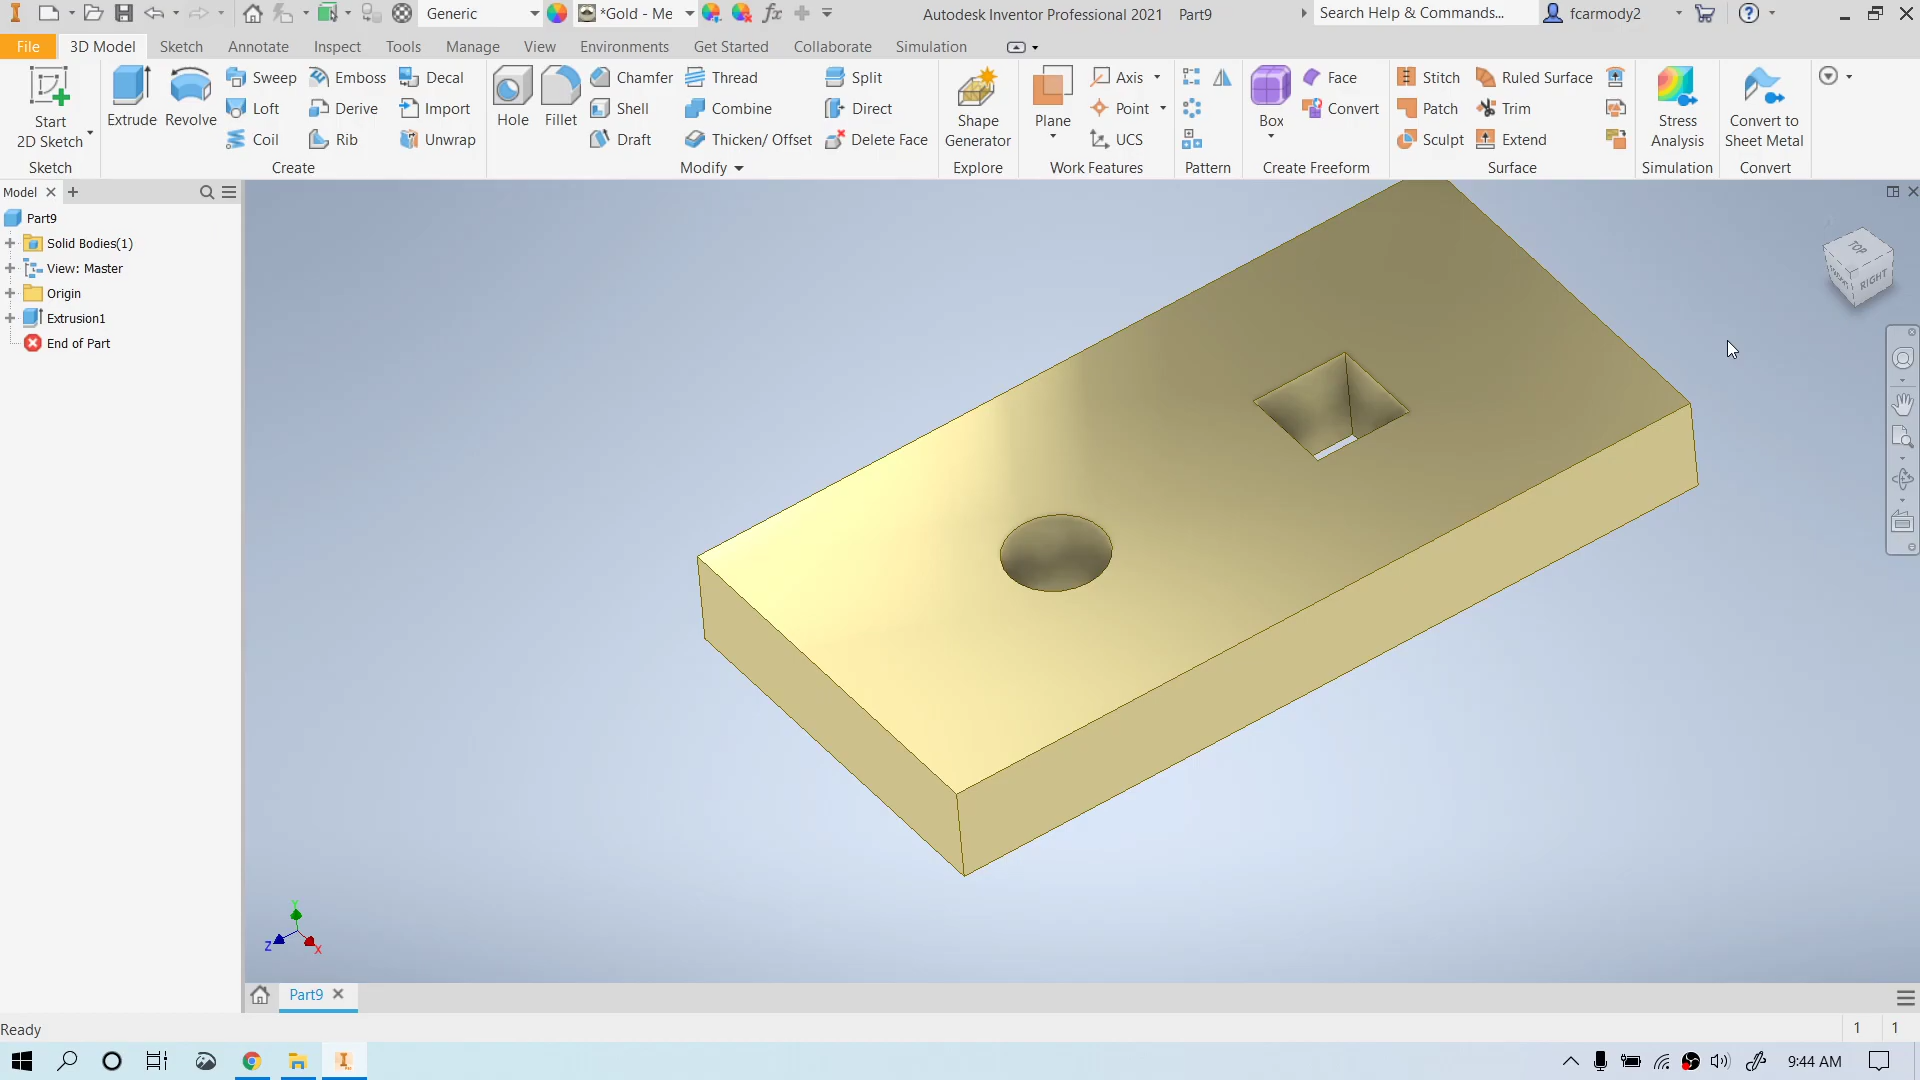 Generic
*Gold - Me
Autodesk Inventor Professional 2021 Part9
Search Help & Commands...
fcarmody2
File 3D Model Sketch Annotate Inspect Tools Manage View Environments Get Started Collaborate Simulation
Start
2D Sketch
Sketch
Extrude
Revolve
Sweep Emboss Decal
Loft Derive Import
Coil Rib Unwrap
Create
Hole
Fillet
Chamfer Thread Split
Shell Combine Direct
Draft Thicken/ Offset Delete Face
Modify
Shape
Generator
Explore
Plane
Axis
Point
UCS
Work Features
Pattern
Box
Face
Convert
Create Freeform
Stitch Ruled Surface
Patch Trim
Sculpt Extend
Surface
Stress
Analysis
Simulation
Convert to
Sheet Metal
Convert
Model
Part9
Solid Bodies(1)
View: Master
Origin
Extrusion1
End of Part
TOP
RIGHT
Y
Z
X
Part9
Ready
1 1
9:44 AM